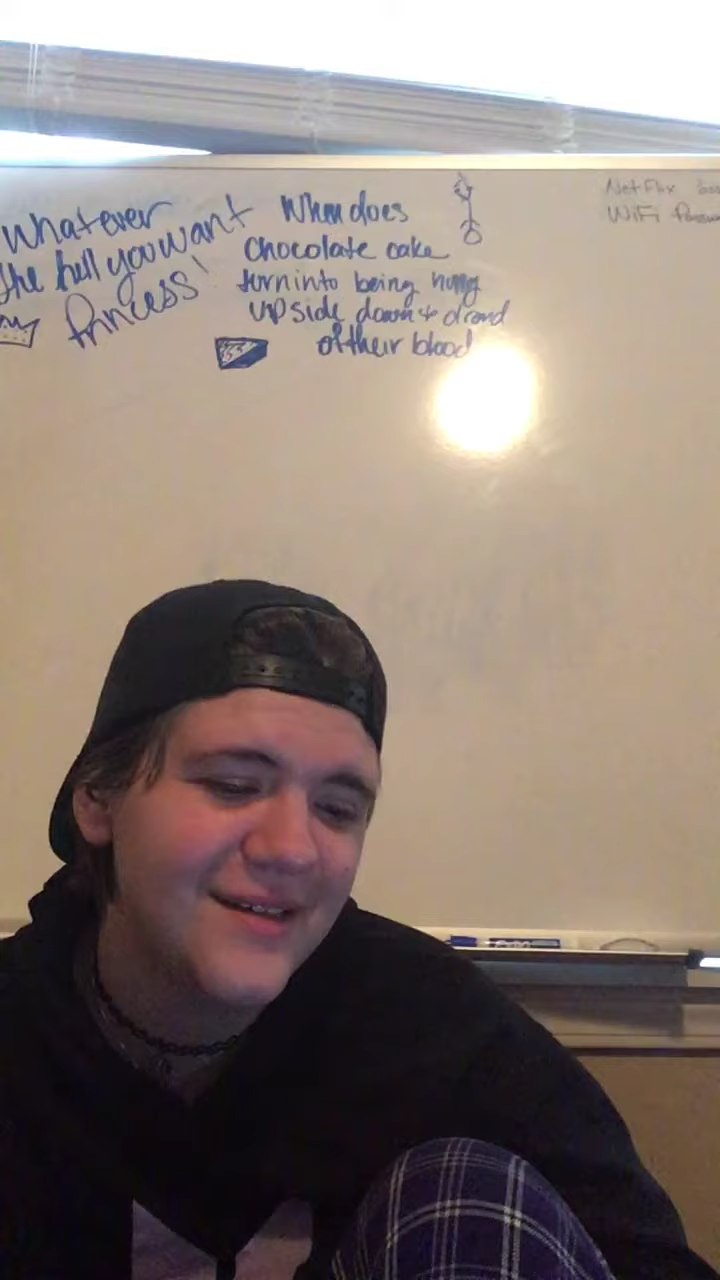 Whatever
the hell you want
Princess!
When does
Chocolate cake
turn into being hung
upside down + draind
of their blood
NetFlix
WiFi